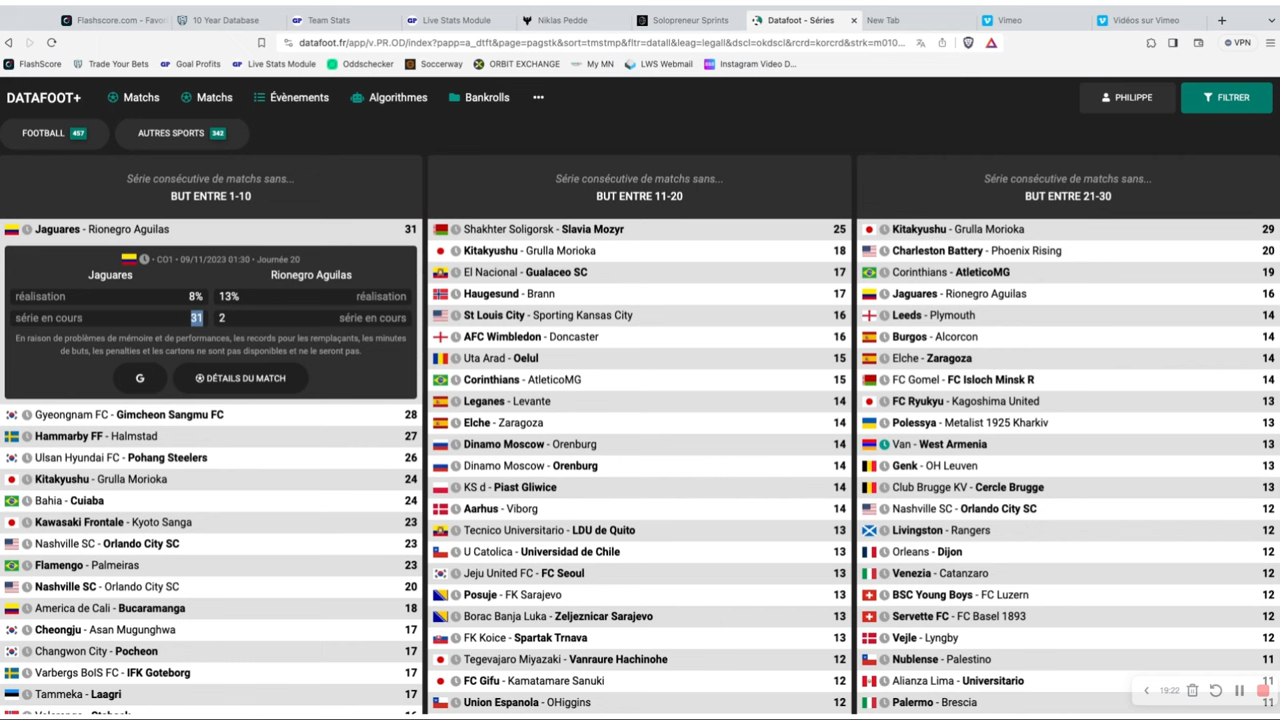 Flashscore.com - Favo
10 Year Database
Team Stats
Live Stats Module
Niklas Pedde
Solopreneur Sprints
Datafoot - Séries
New Tab
Vimeo
Vidéos sur Vimeo
datafoot.fr/app/v.PR.OD/index?papp=a_dtft&page=pagstk&sort=tmstmp&fltr=datall&leag=legall&dscl=okdscl&rcrd=korcrd&strk=m010...
VPN
FlashScore
Trade Your Bets
Goal Profits
Live Stats Module
Oddschecker
Soccerway
ORBIT EXCHANGE
My MN
LWS Webmail
Instagram Video D...
DATAFOOT+
Matchs
Matchs
Évènements
Algorithmes
Bankrolls
•••
PHILIPPE
FILTRER
FOOTBALL 457
AUTRES SPORTS 342
Série consécutive de matchs sans...
BUT ENTRE 1-10
Jaguares - Rionegro Aguilas 31
• CO1 • 09/11/2023 01:30 • Journée 20
Jaguares Rionegro Aguilas
réalisation 8% 13% réalisation
série en cours 31 2 série en cours
En raison de problèmes de mémoire et de performances, les records pour les remplaçants, les minutes
de buts, les penalties et les cartons ne sont pas disponibles et ne le seront pas.
G
DÉTAILS DU MATCH
Gyeongnam FC - Gimcheon Sangmu FC 28
Hammarby FF - Halmstad 27
Ulsan Hyundai FC - Pohang Steelers 26
Kitakyushu - Grulla Morioka 24
Bahia - Cuiaba 24
Kawasaki Frontale - Kyoto Sanga 23
Nashville SC - Orlando City SC 23
Flamengo - Palmeiras 23
Nashville SC - Orlando City SC 20
America de Cali - Bucaramanga 18
Cheongju - Asan Mugunghwa 17
Changwon City - Pocheon 17
Varbergs BoIS FC - IFK Goteborg 17
Tammeka - Laagri 17
Série consécutive de matchs sans...
BUT ENTRE 11-20
Shakhter Soligorsk - Slavia Mozyr 25
Kitakyushu - Grulla Morioka 18
El Nacional - Gualaceo SC 17
Haugesund - Brann 17
St Louis City - Sporting Kansas City 16
AFC Wimbledon - Doncaster 16
Uta Arad - Oelul 15
Corinthians - AtleticoMG 15
Leganes - Levante 14
Elche - Zaragoza 14
Dinamo Moscow - Orenburg 14
Dinamo Moscow - Orenburg 14
KS d - Piast Gliwice 14
Aarhus - Viborg 14
Tecnico Universitario - LDU de Quito 13
U Catolica - Universidad de Chile 13
Jeju United FC - FC Seoul 13
Posuje - FK Sarajevo 13
Borac Banja Luka - Zeljeznicar Sarajevo 13
FK Koice - Spartak Trnava 13
Tegevajaro Miyazaki - Vanraure Hachinohe 12
FC Gifu - Kamatamare Sanuki 12
Union Espanola - OHiggins 12
Série consécutive de matchs sans...
BUT ENTRE 21-30
Kitakyushu - Grulla Morioka 29
Charleston Battery - Phoenix Rising 20
Corinthians - AtleticoMG 19
Jaguares - Rionegro Aguilas 16
Leeds - Plymouth 14
Burgos - Alcorcon 14
Elche - Zaragoza 14
FC Gomel - FC Isloch Minsk R 14
FC Ryukyu - Kagoshima United 13
Polessya - Metalist 1925 Kharkiv 13
Van - West Armenia 13
Genk - OH Leuven 13
Club Brugge KV - Cercle Brugge 13
Nashville SC - Orlando City SC 12
Livingston - Rangers 12
Orleans - Dijon 12
Venezia - Catanzaro 12
BSC Young Boys - FC Luzern 12
Servette FC - FC Basel 1893 12
Vejle - Lyngby 12
Nublense - Palestino 11
Alianza Lima - Universitario 11
Palermo - Brescia 11
19:22